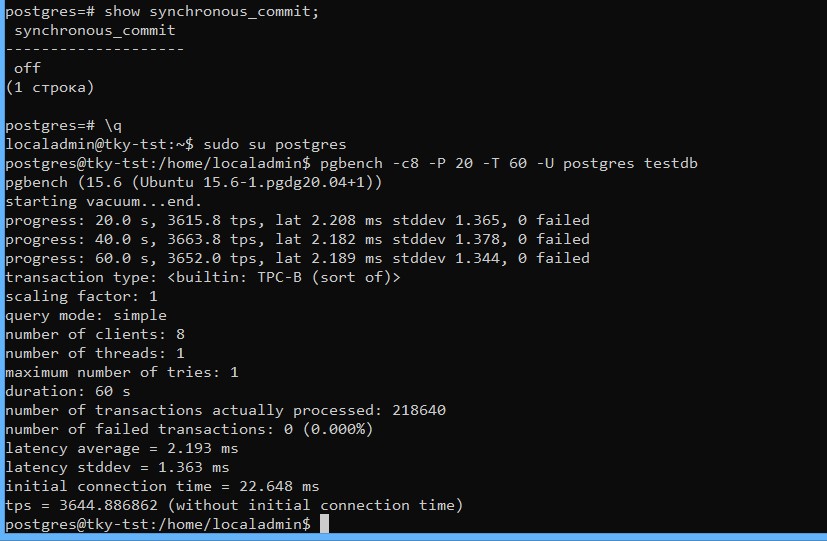 postgres=# show synchronous_commit;
synchronous_commit
--------------------
off
(1 строка)
postgres=# \q
localadmin@tky-tst:~$ sudo su postgres
postgres@tky-tst:/home/localadmin$ pgbench -c8 -P 20 -T 60 -U postgres testdb
pgbench (15.6 (Ubuntu 15.6-1.pgdg20.04+1))
starting vacuum...end.
progress: 20.0 s, 3615.8 tps, lat 2.208 ms stddev 1.365, 0 failed
progress: 40.0 s, 3663.8 tps, lat 2.182 ms stddev 1.378, 0 failed
progress: 60.0 s, 3652.0 tps, lat 2.189 ms stddev 1.344, 0 failed
transaction type: <builtin: TPC-B (sort of)>
scaling factor: 1
query mode: simple
number of clients: 8
number of threads: 1
maximum number of tries: 1
duration: 60 s
number of transactions actually processed: 218640
number of failed transactions: 0 (0.000%)
latency average = 2.193 ms
latency stddev = 1.363 ms
initial connection time = 22.648 ms
tps = 3644.886862 (without initial connection time)
postgres@tky-tst:/home/localadmin$